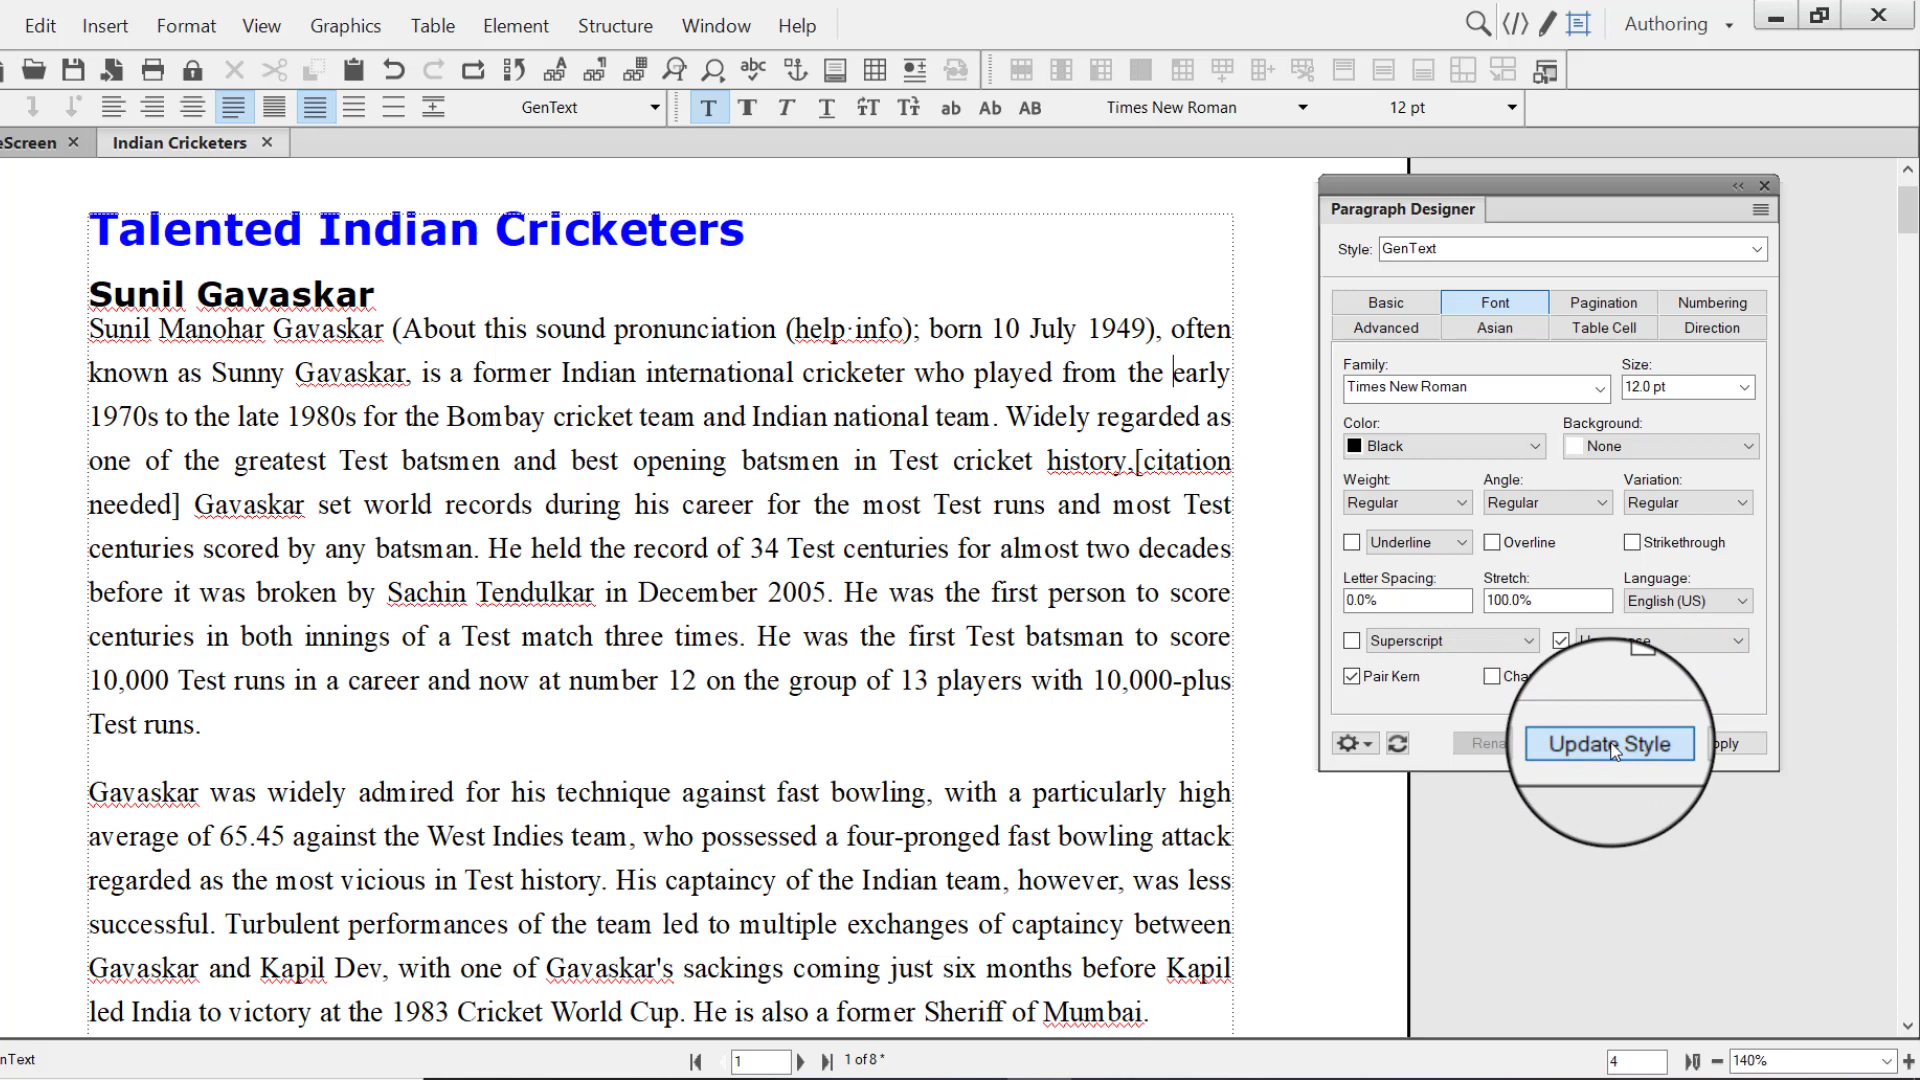 Edit Insert Format View Graphics Table Element Structure Window Help
Authoring
GenText
T T T T ab Ab AB
Times New Roman
12 pt
eScreen
Indian Cricketers
Talented Indian Cricketers
Sunil Gavaskar
Sunil Manohar Gavaskar (About this sound pronunciation (help·info); born 10 July 1949), often
known as Sunny Gavaskar, is a former Indian international cricketer who played from the early
1970s to the late 1980s for the Bombay cricket team and Indian national team. Widely regarded as
one of the greatest Test batsmen and best opening batsmen in Test cricket history,[citation
needed] Gavaskar set world records during his career for the most Test runs and most Test
centuries scored by any batsman. He held the record of 34 Test centuries for almost two decades
before it was broken by Sachin Tendulkar in December 2005. He was the first person to score
centuries in both innings of a Test match three times. He was the first Test batsman to score
10,000 Test runs in a career and now at number 12 on the group of 13 players with 10,000-plus
Test runs.
Gavaskar was widely admired for his technique against fast bowling, with a particularly high
average of 65.45 against the West Indies team, who possessed a four-pronged fast bowling attack
regarded as the most vicious in Test history. His captaincy of the Indian team, however, was less
successful. Turbulent performances of the team led to multiple exchanges of captaincy between
Gavaskar and Kapil Dev, with one of Gavaskar's sackings coming just six months before Kapil
led India to victory at the 1983 Cricket World Cup. He is also a former Sheriff of Mumbai.
Paragraph Designer
Style: GenText
Basic Font Pagination Numbering
Advanced Asian Table Cell Direction
Family: Size:
Times New Roman 12.0 pt
Color: Background:
Black None
Weight: Angle: Variation:
Regular Regular Regular
Underline Overline Strikethrough
Letter Spacing: Stretch: Language:
0.0% 100.0% English (US)
Superscript
Pair Kern Cha
Rena Update Style pply
nText
1
1 of 8 *
4
140%